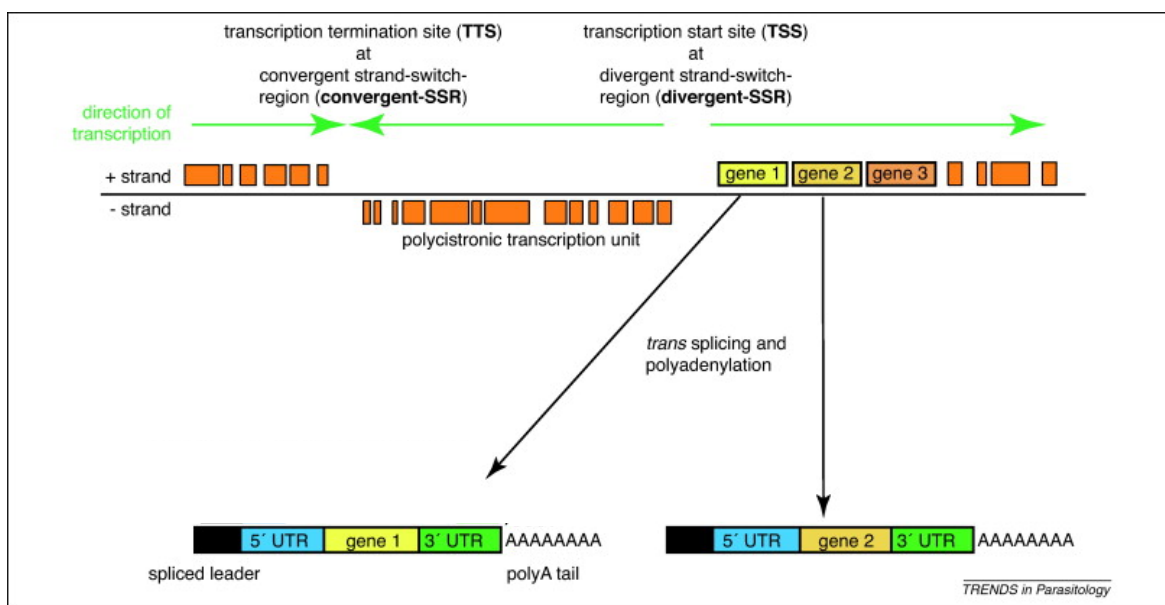 transcription termination site (TTS)
at
convergent strand-switch-
region (convergent-SSR)
transcription start site (TSS)
at
divergent strand-switch-
region (divergent-SSR)
direction of
transcription
+ strand
gene 1 gene 2 gene 3
- strand
polycistronic transcription unit
trans splicing and
polyadenylation
5´ UTR gene 1 3´ UTR AAAAAAAA
5´ UTR gene 2 3´ UTR AAAAAAAA
spliced leader polyA tail
TRENDS in Parasitology